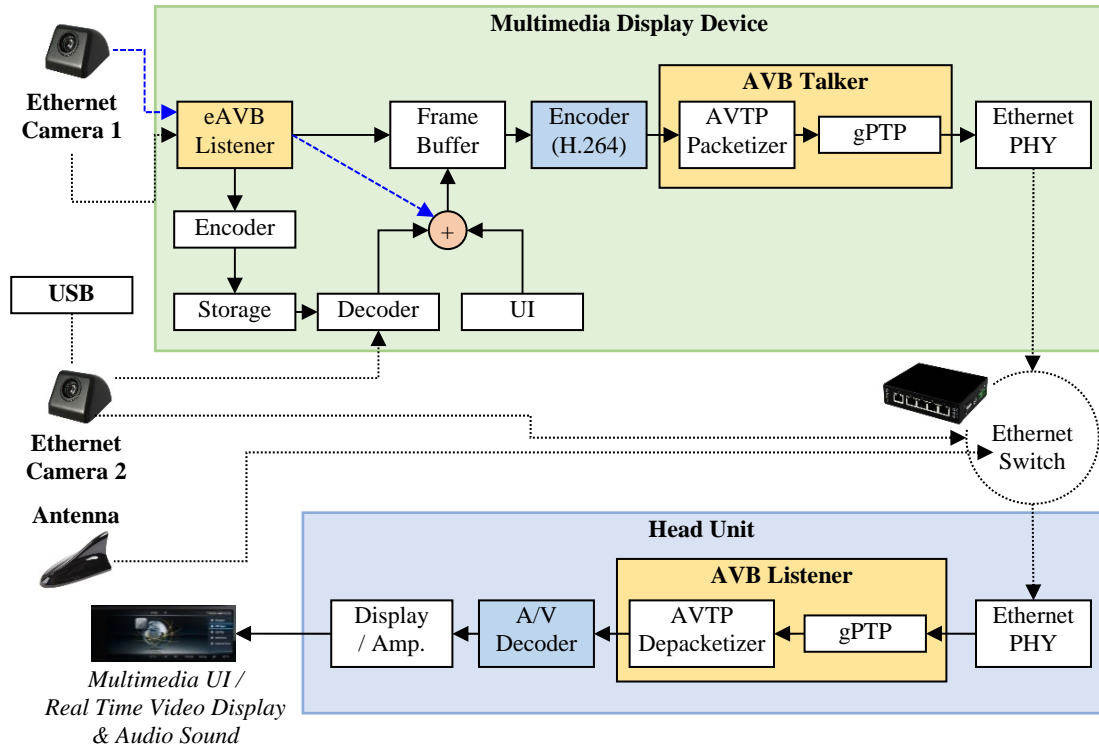 Multimedia Display Device
Ethernet
Camera 1
eAVB
Listener
Frame
Buffer
Encoder
(H.264)
AVB Talker
AVTP
Packetizer
gPTP
Ethernet
PHY
Encoder
+
USB
Storage
Decoder
UI
Ethernet
Camera 2
Ethernet
Switch
Antenna
Head Unit
AVB Listener
Display
/ Amp.
A/V
Decoder
AVTP
Depacketizer
gPTP
Ethernet
PHY
Multimedia UI /
Real Time Video Display
& Audio Sound